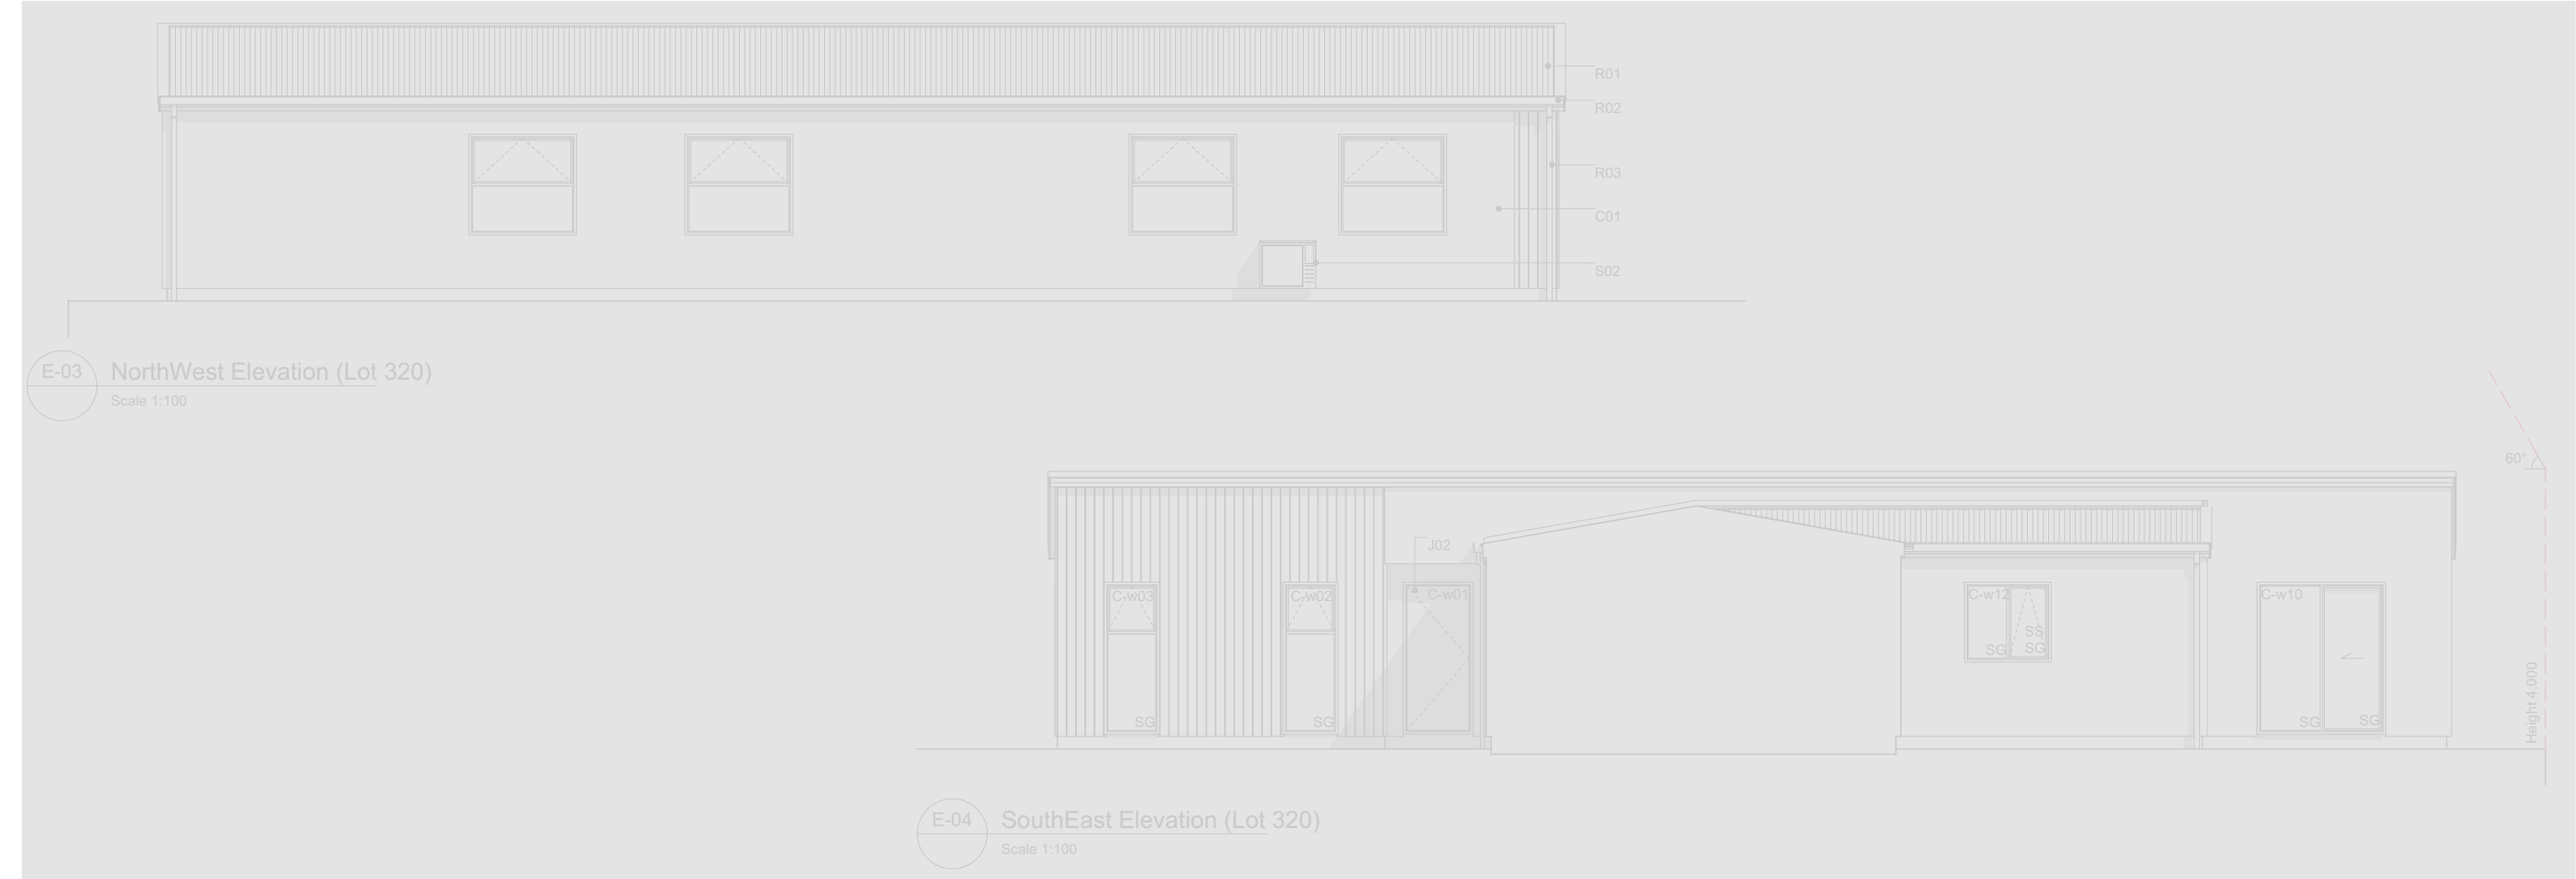 R01
R02
R03
C01
S02
E-03
NorthWest Elevation (Lot 320)
Scale 1:100
60°
J02
C-w03
C-w02
C-w01
C-w12
C-w10
SS
SG
SG
SG
SG
SG
SG
Height 4,000
E-04
SouthEast Elevation (Lot 320)
Scale 1:100